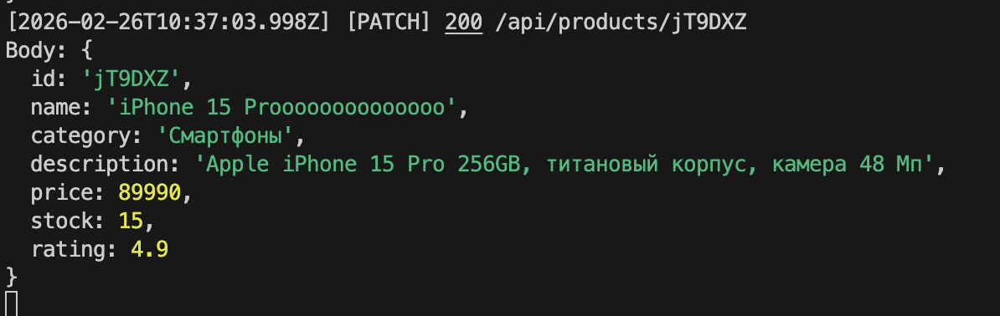 [2026-02-26T10:37:03.998Z] [PATCH] 200 /api/products/jT9DXZ
Body: {
  id: 'jT9DXZ',
  name: 'iPhone 15 Proooooooooooooo',
  category: 'Смартфоны',
  description: 'Apple iPhone 15 Pro 256GB, титановый корпус, камера 48 Мп',
  price: 89990,
  stock: 15,
  rating: 4.9
}